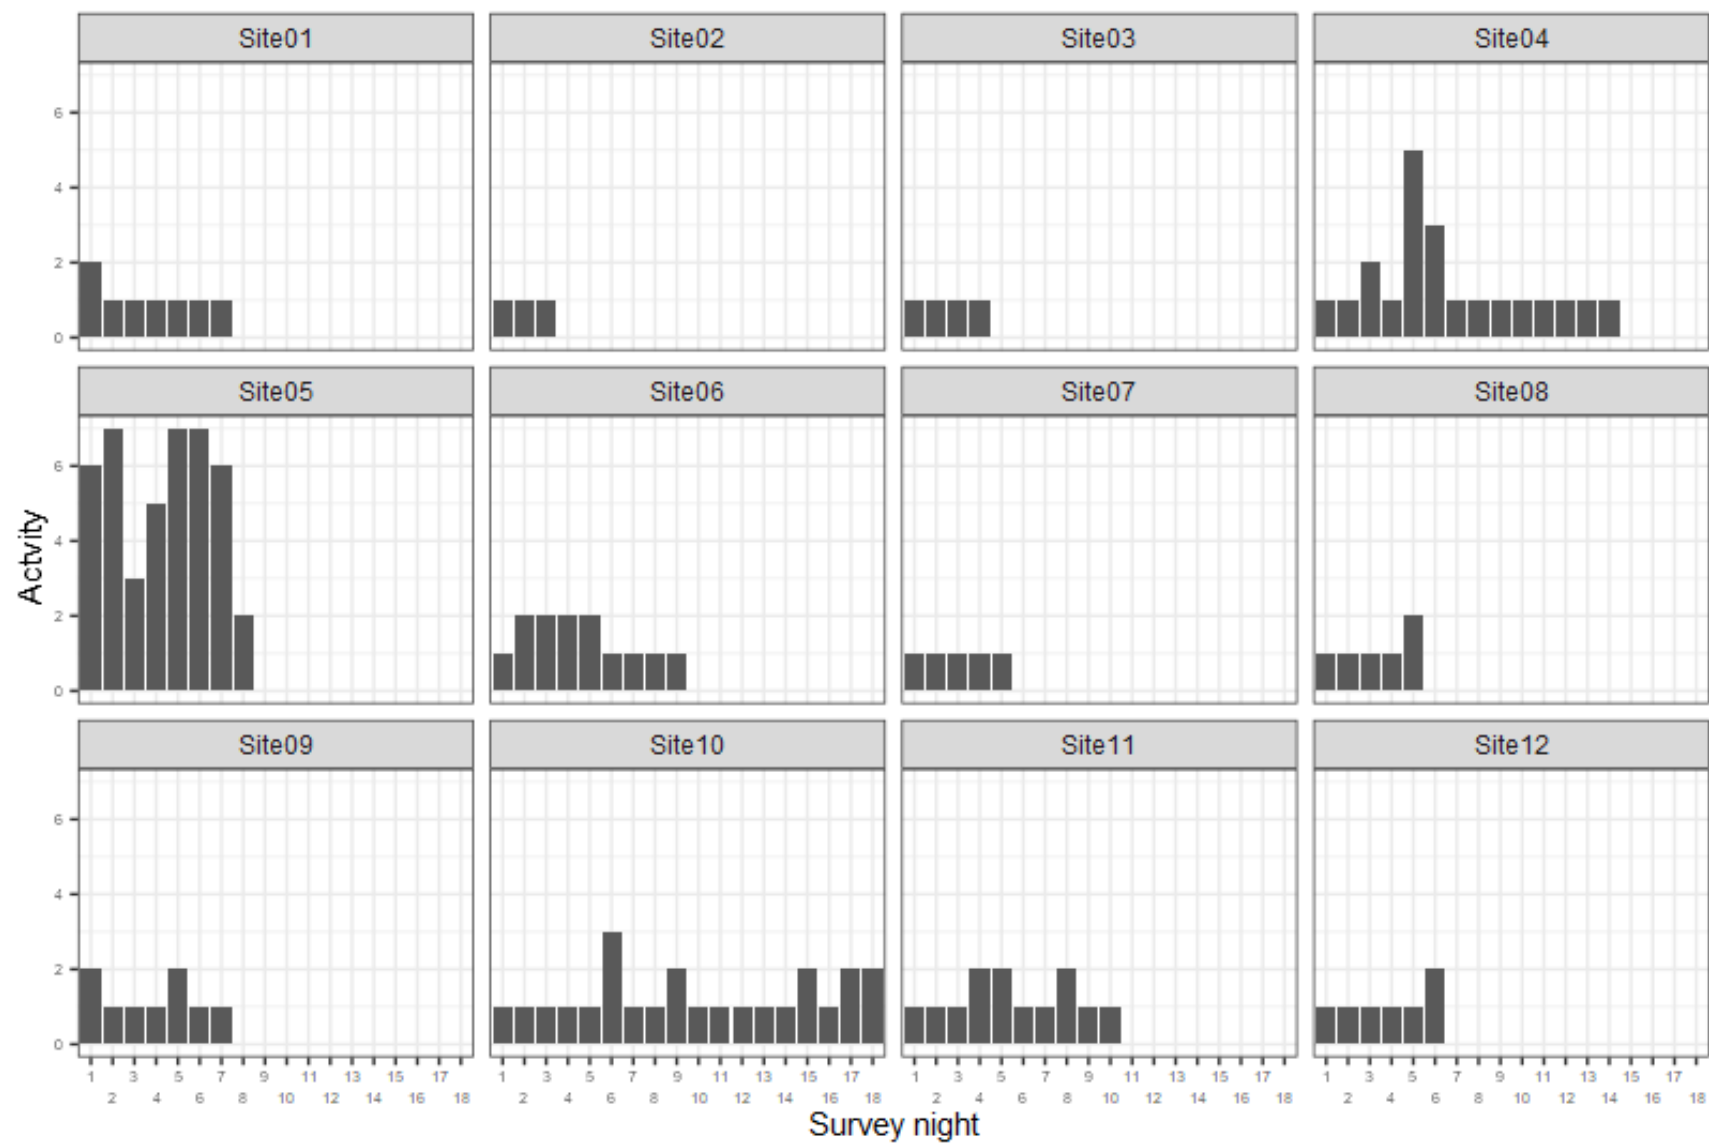 Site01 Site02 Site03 Site04
6
4
2
0
Site05 Site06 Site07 Site08
6
4
2
0
Site09 Site10 Site11 Site12
6
4
2
0
1 3 5 7 9 11 13 15 17 1 3 5 7 9 11 13 15 17 1 3 5 7 9 11 13 15 17 1 3 5 7 9 11 13 15 17
2 4 6 8 10 12 14 16 18 2 4 6 8 10 12 14 16 18 2 4 6 8 10 12 14 16 18 2 4 6 8 10 12 14 16 18
Survey night
Actvity